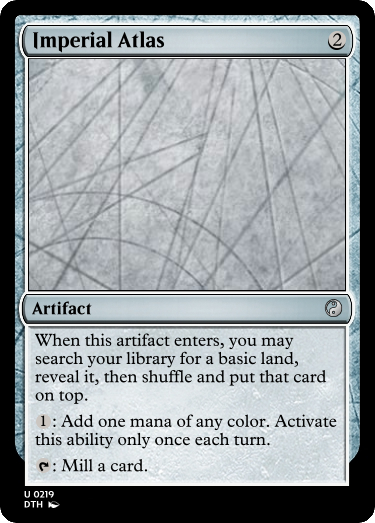 Imperial Atlas 2
Artifact
When this artifact enters, you may
search your library for a basic land,
reveal it, then shuffle and put that card
on top.
1: Add one mana of any color. Activate
this ability only once each turn.
: Mill a card.
U 0219
DTH